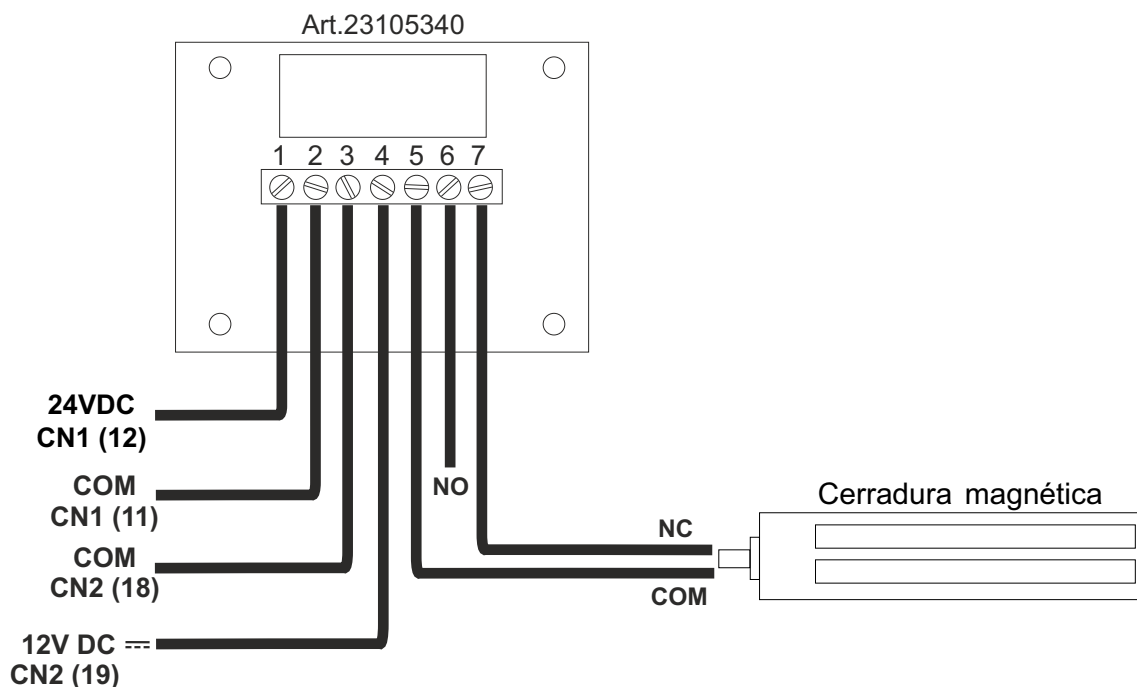 Art.23105340
1 2 3 4 5 6 7
24VDC
CN1 (12)
COM
CN1 (11)
COM
CN2 (18)
12V DC ⎓
CN2 (19)
NO
NC
COM
Cerradura magnética